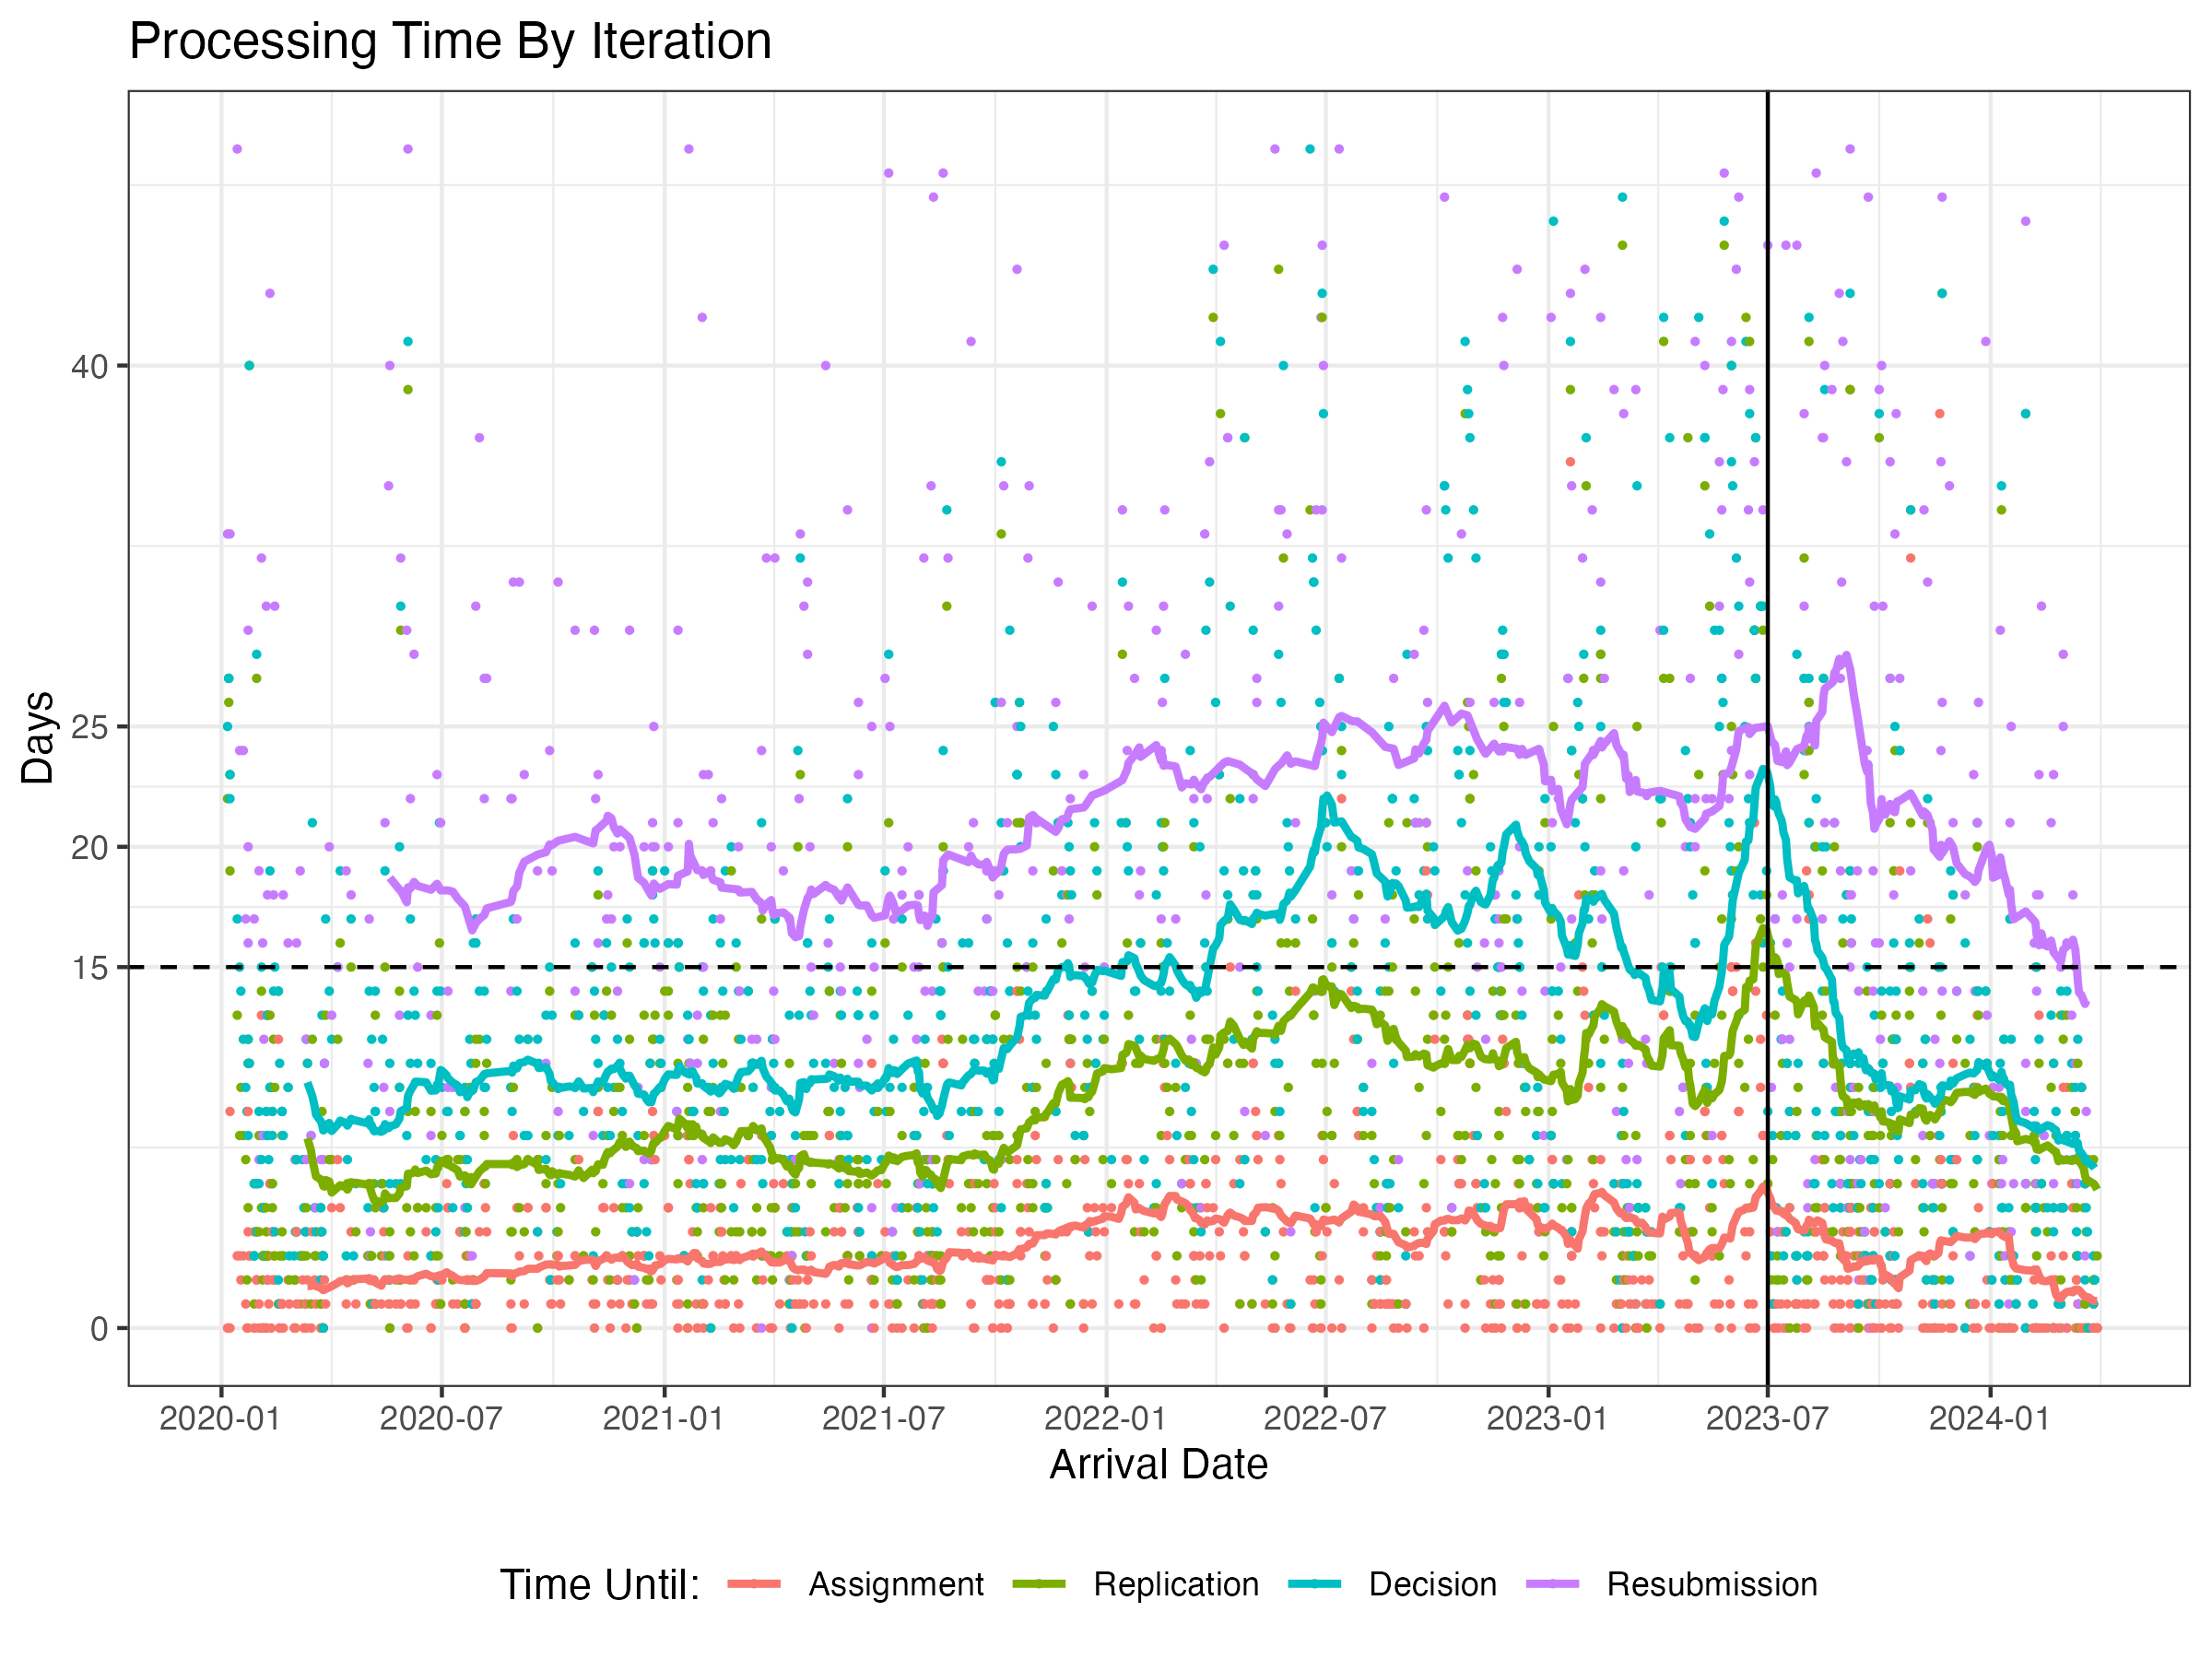 Processing Time By Iteration
Days
40
25
20
15
0
2020-01 2020-07 2021-01 2021-07 2022-01 2022-07 2023-01 2023-07 2024-01
Arrival Date
Time Until: Assignment Replication Decision Resubmission